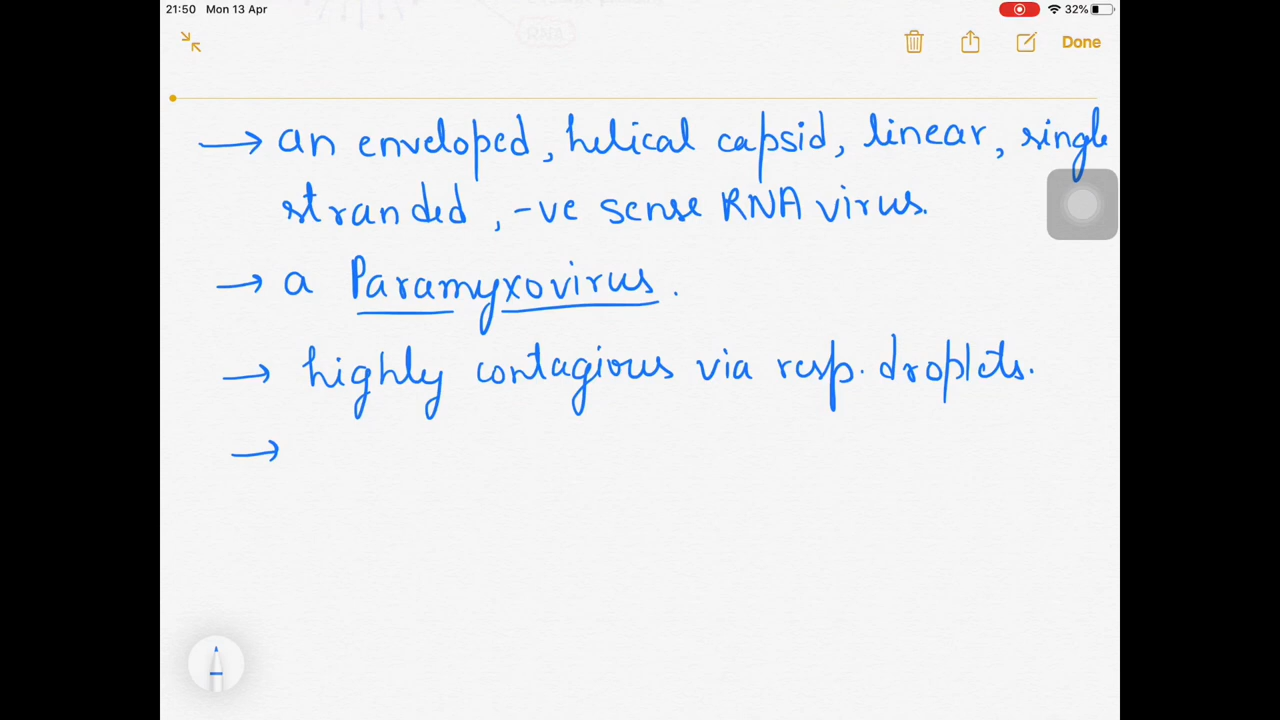 21:50 Mon 13 Apr
32%
RNA
Done
→ an enveloped, helical capsid, linear, single
stranded, -ve sense RNA virus.
→ a Paramyxovirus.
→ highly contagious via resp. droplets.
→